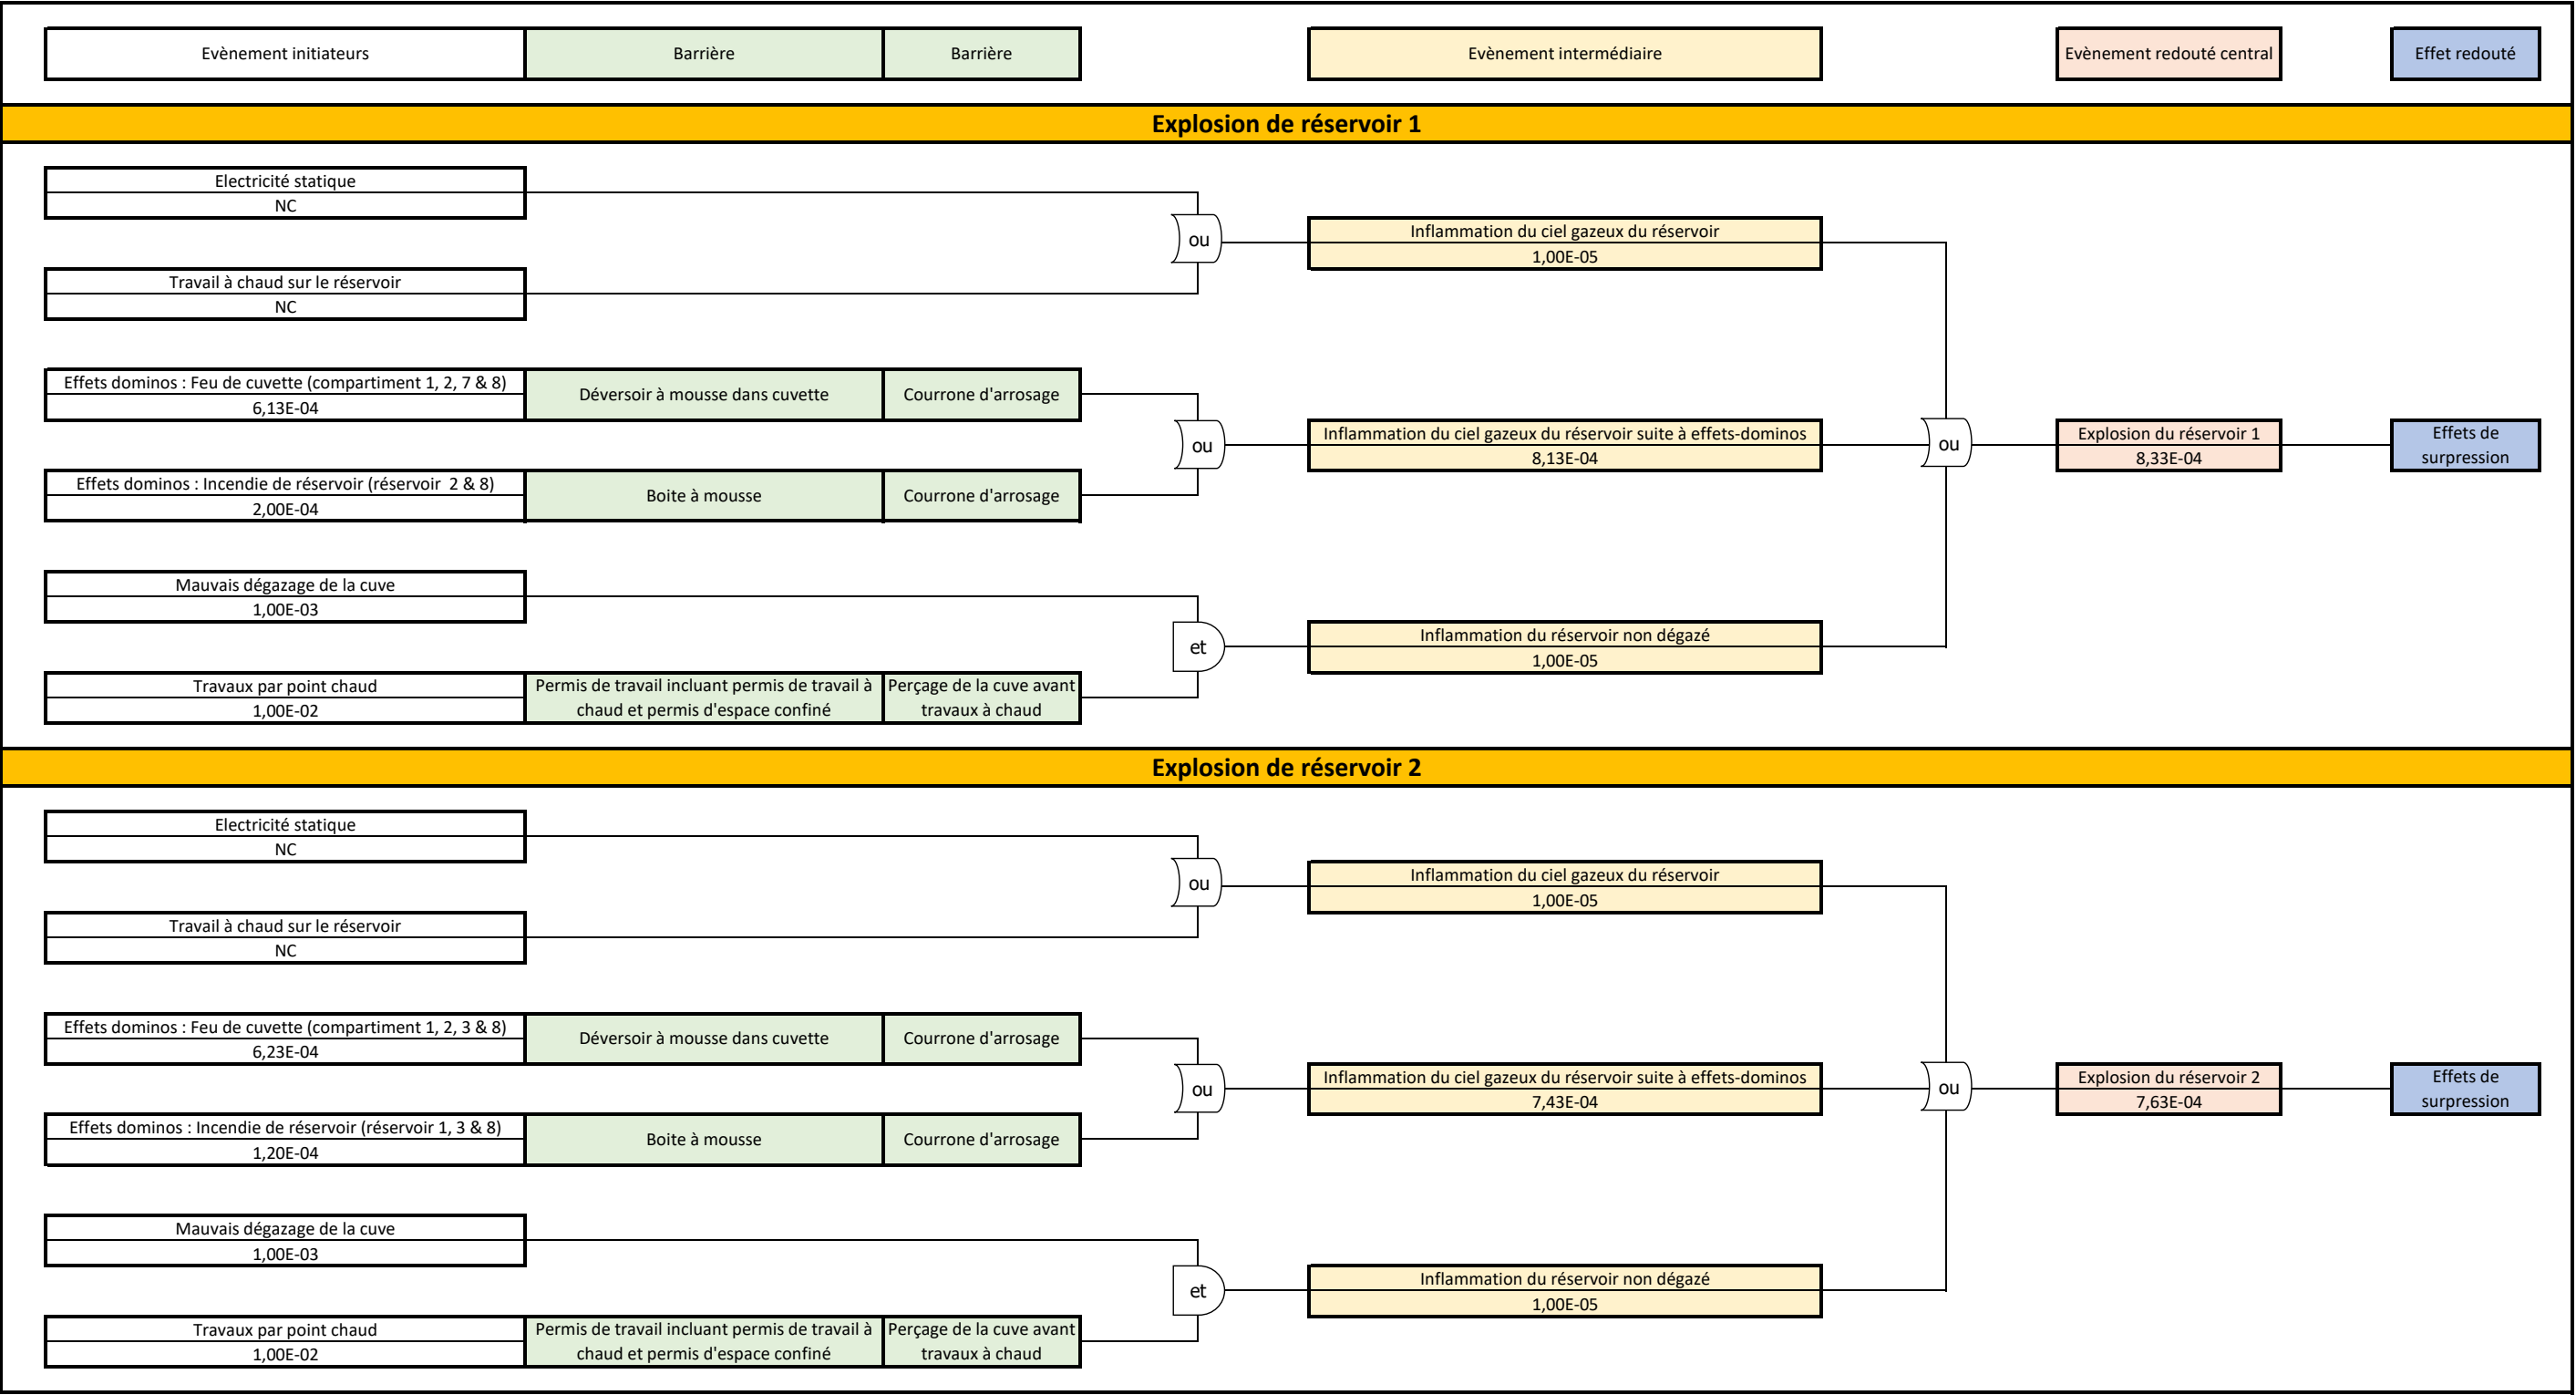 Evènement initiateurs
Barrière
Barrière
Evènement intermédiaire
Evènement redouté central
Effet redouté
Explosion de réservoir 1
Electricité statique
NC
ou
Inflammation du ciel gazeux du réservoir
1,00E-05
Travail à chaud sur le réservoir
NC
Effets dominos : Feu de cuvette (compartiment 1, 2, 7 & 8)
6,13E-04
Déversoir à mousse dans cuvette
Courrone d'arrosage
ou
Inflammation du ciel gazeux du réservoir suite à effets-dominos
8,13E-04
ou
Explosion du réservoir 1
8,33E-04
Effets de
surpression
Effets dominos : Incendie de réservoir (réservoir  2 & 8)
2,00E-04
Boite à mousse
Courrone d'arrosage
Mauvais dégazage de la cuve
1,00E-03
et
Inflammation du réservoir non dégazé
1,00E-05
Travaux par point chaud
1,00E-02
Permis de travail incluant permis de travail à
chaud et permis d'espace confiné
Perçage de la cuve avant
travaux à chaud
Explosion de réservoir 2
Electricité statique
NC
ou
Inflammation du ciel gazeux du réservoir
1,00E-05
Travail à chaud sur le réservoir
NC
Effets dominos : Feu de cuvette (compartiment 1, 2, 3 & 8)
6,23E-04
Déversoir à mousse dans cuvette
Courrone d'arrosage
ou
Inflammation du ciel gazeux du réservoir suite à effets-dominos
7,43E-04
ou
Explosion du réservoir 2
7,63E-04
Effets de
surpression
Effets dominos : Incendie de réservoir (réservoir 1, 3 & 8)
1,20E-04
Boite à mousse
Courrone d'arrosage
Mauvais dégazage de la cuve
1,00E-03
et
Inflammation du réservoir non dégazé
1,00E-05
Travaux par point chaud
1,00E-02
Permis de travail incluant permis de travail à
chaud et permis d'espace confiné
Perçage de la cuve avant
travaux à chaud